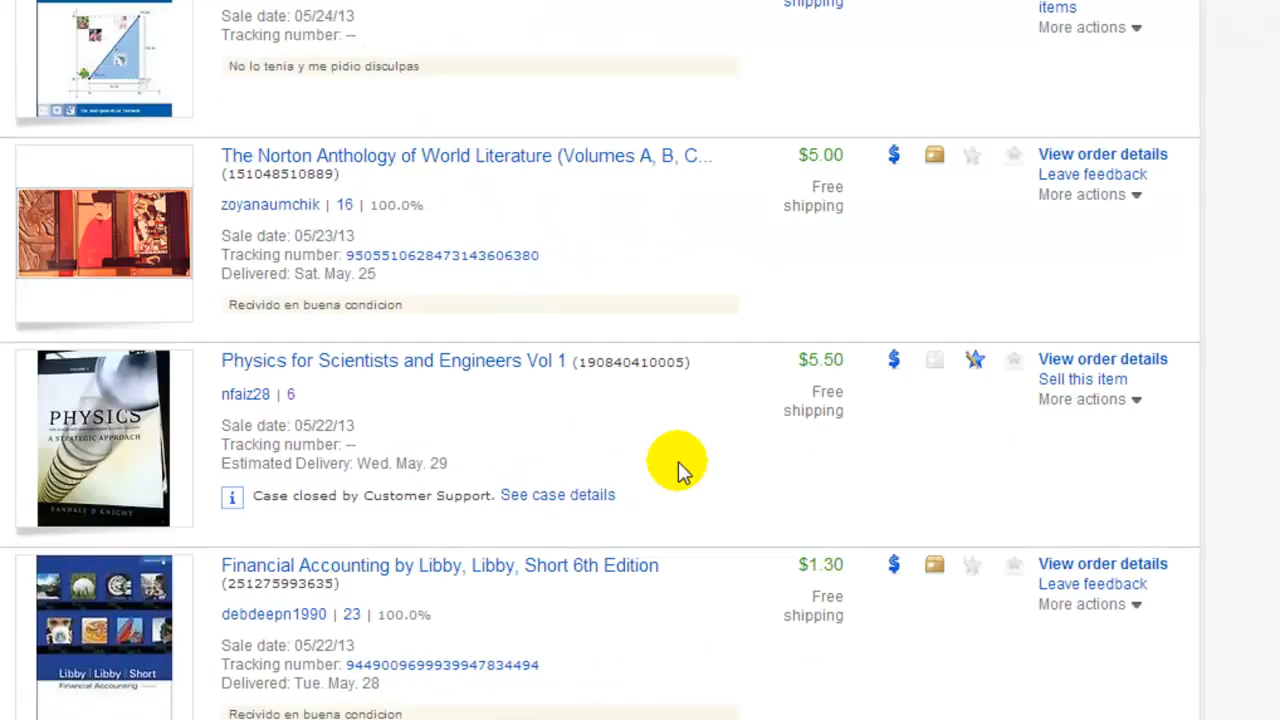 shipping
items
Sale date: 05/24/13
Tracking number: --
More actions
No lo tenia y me pidio disculpas
The Norton Anthology of World Literature (Volumes A, B, C...
(151048510889)
$5.00
View order details
Free
shipping
Leave feedback
More actions
zoyanaumchik | 16 | 100.0%
Sale date: 05/23/13
Tracking number: 9505510628473143606380
Delivered: Sat. May. 25
Recivido en buena condicion
Physics for Scientists and Engineers Vol 1 (190840410005)
$5.50
View order details
Free
shipping
Sell this item
More actions
nfaiz28 | 6
Sale date: 05/22/13
Tracking number: --
Estimated Delivery: Wed. May. 29
i Case closed by Customer Support. See case details
PHYSICS
A STRATEGIC APPROACH
RANDALL D KNIGHT
Financial Accounting by Libby, Libby, Short 6th Edition
(251275993635)
$1.30
View order details
Free
shipping
Leave feedback
More actions
debdeepn1990 | 23 | 100.0%
Sale date: 05/22/13
Tracking number: 9449009699939947834494
Delivered: Tue. May. 28
Recivido en buena condicion
Libby | Libby | Short
Financial Accounting